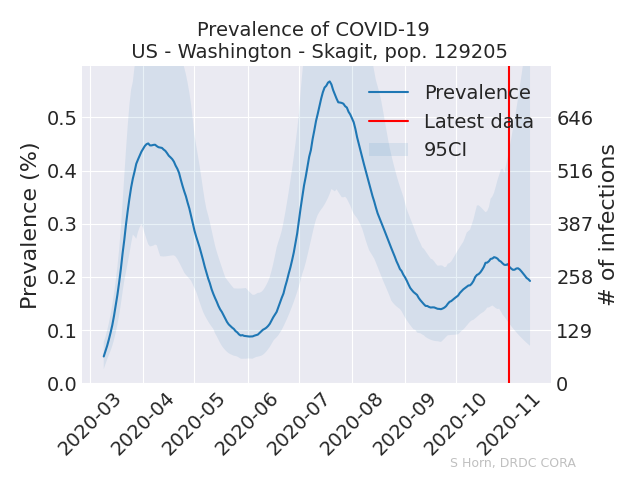 Prevalence of COVID-19
US - Washington - Skagit, pop. 129205
Prevalence
Latest data
95CI
Prevalence (%)
0.5
0.4
0.3
0.2
0.1
0.0
646
516
387
258
129
0
# of infections
2020-03
2020-04
2020-05
2020-06
2020-07
2020-08
2020-09
2020-10
2020-11
S Horn, DRDC CORA